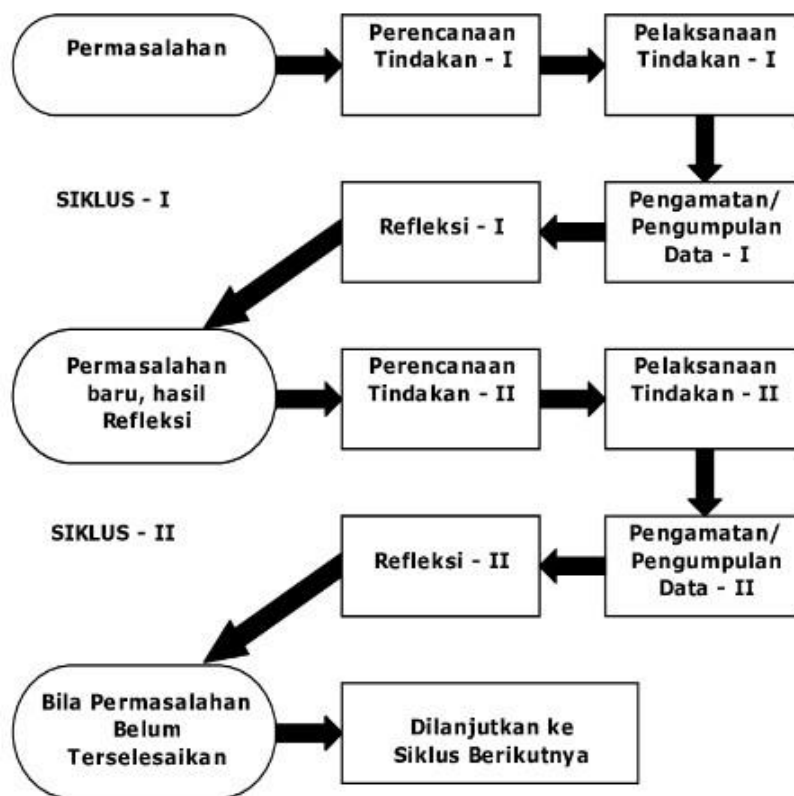 Permasalahan
Perencanaan
Tindakan - I
Pelaksanaan
Tindakan - I
SIKLUS - I
Refleksi - I
Pengamatan/
Pengumpulan
Data - I
Permasalahan
baru, hasil
Refleksi
Perencanaan
Tindakan - II
Pelaksanaan
Tindakan - II
SIKLUS - II
Refleksi - II
Pengamatan/
Pengumpulan
Data - II
Bila Permasalahan
Belum
Terselesaikan
Dilanjutkan ke
Siklus Berikutnya